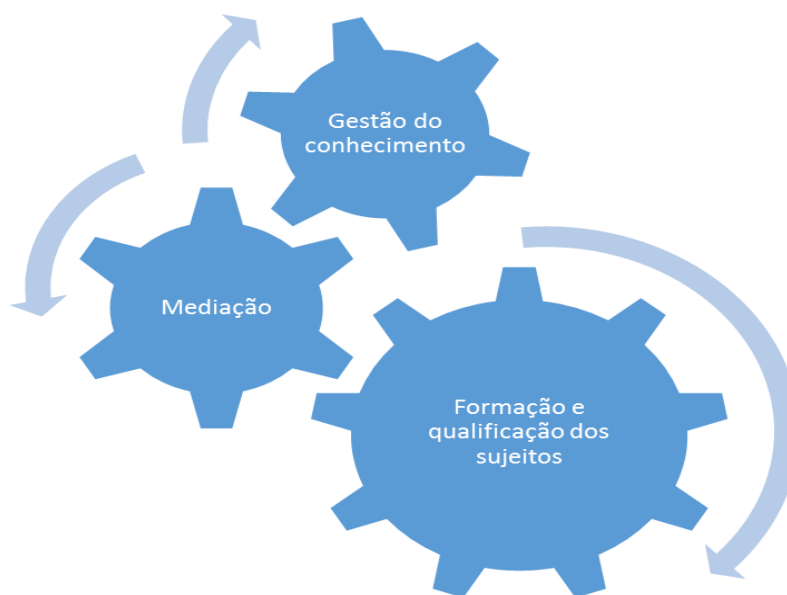 Gestão do
conhecimento
Mediação
Formação e
qualificação dos
sujeitos